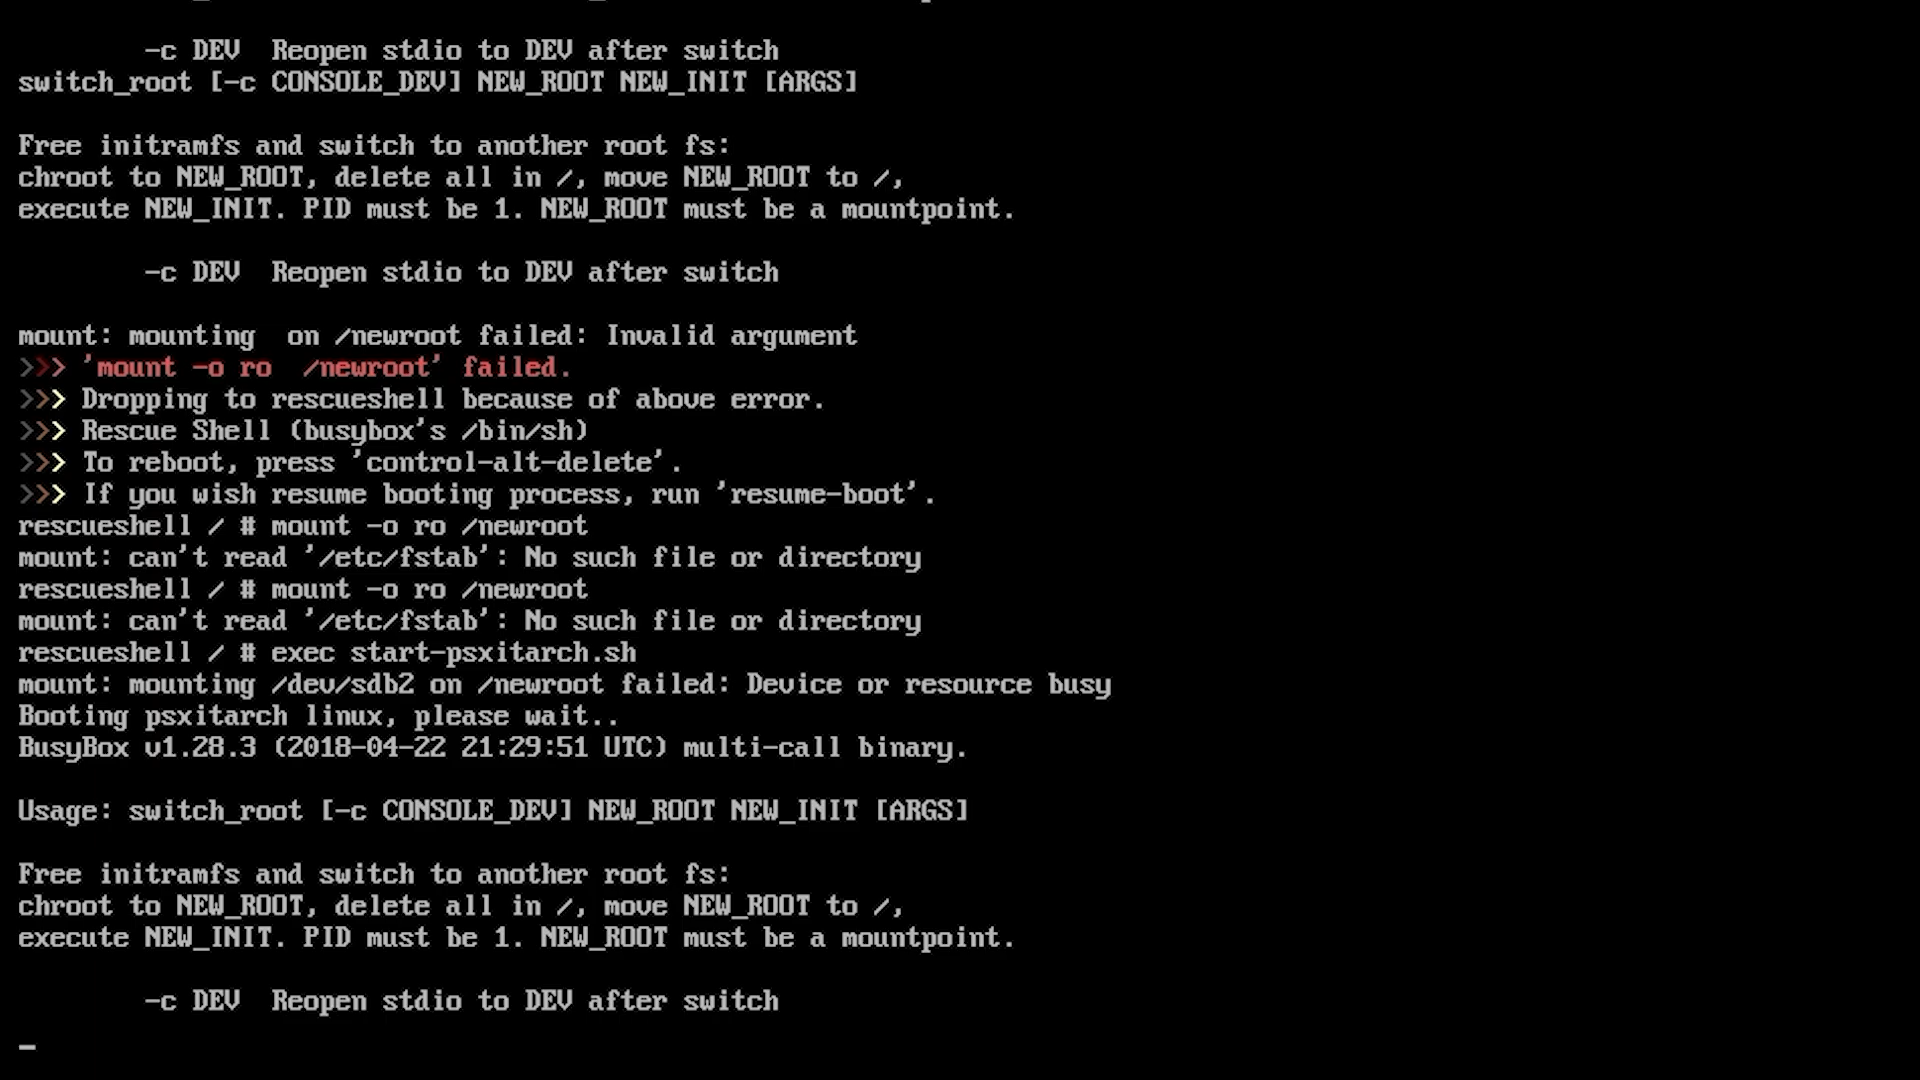 -c DEV  Reopen stdio to DEV after switch
switch_root [-c CONSOLE_DEV] NEW_ROOT NEW_INIT [ARGS]
Free initramfs and switch to another root fs:
chroot to NEW_ROOT, delete all in /, move NEW_ROOT to /,
execute NEW_INIT. PID must be 1. NEW_ROOT must be a mountpoint.
-c DEV  Reopen stdio to DEV after switch
mount: mounting  on /newroot failed: Invalid argument
>>> 'mount -o ro  /newroot' failed.
>>> Dropping to rescueshell because of above error.
>>> Rescue Shell (busybox's /bin/sh)
>>> To reboot, press 'control-alt-delete'.
>>> If you wish resume booting process, run 'resume-boot'.
rescueshell / # mount -o ro /newroot
mount: can't read '/etc/fstab': No such file or directory
rescueshell / # mount -o ro /newroot
mount: can't read '/etc/fstab': No such file or directory
rescueshell / # exec start-psxitarch.sh
mount: mounting /dev/sdb2 on /newroot failed: Device or resource busy
Booting psxitarch linux, please wait..
BusyBox v1.28.3 (2018-04-22 21:29:51 UTC) multi-call binary.
Usage: switch_root [-c CONSOLE_DEV] NEW_ROOT NEW_INIT [ARGS]
Free initramfs and switch to another root fs:
chroot to NEW_ROOT, delete all in /, move NEW_ROOT to /,
execute NEW_INIT. PID must be 1. NEW_ROOT must be a mountpoint.
-c DEV  Reopen stdio to DEV after switch
_